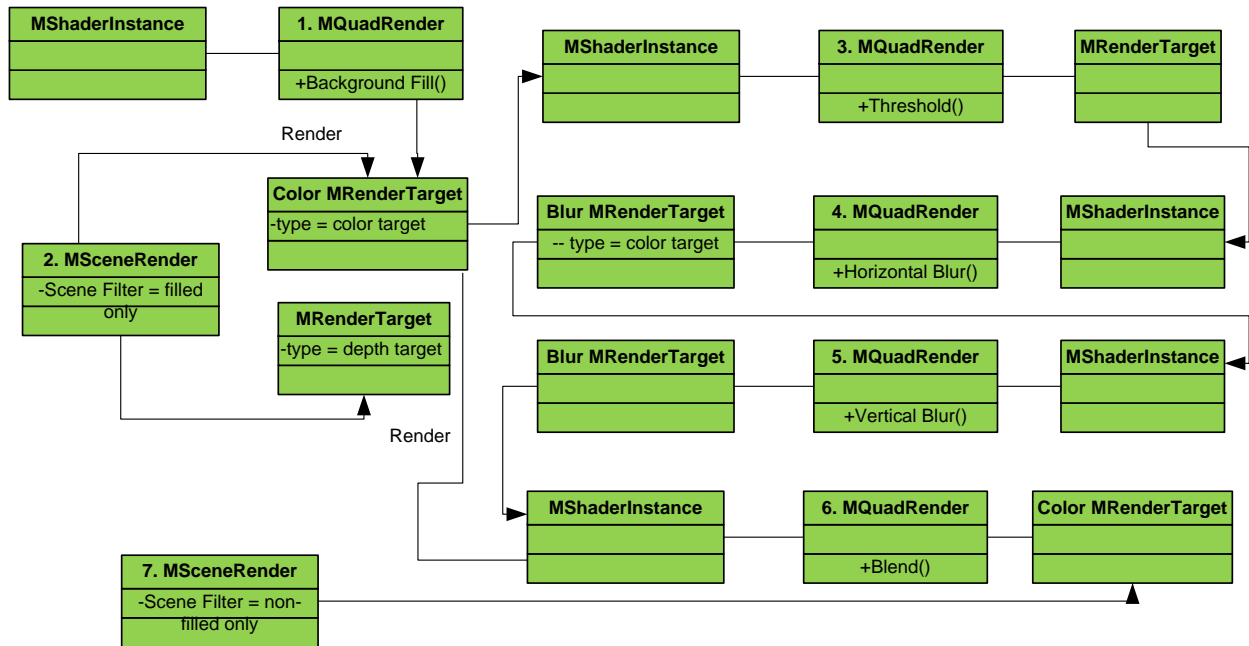 MShaderInstance
1. MQuadRender
+Background Fill()
MShaderInstance
3. MQuadRender
+Threshold()
MRenderTarget
Render
Color MRenderTarget
-type = color target
2. MSceneRender
-Scene Filter = filled
only
MRenderTarget
-type = depth target
Blur MRenderTarget
-- type = color target
4. MQuadRender
+Horizontal Blur()
MShaderInstance
Blur MRenderTarget
5. MQuadRender
+Vertical Blur()
MShaderInstance
Render
MShaderInstance
6. MQuadRender
+Blend()
Color MRenderTarget
7. MSceneRender
-Scene Filter = non-
filled only